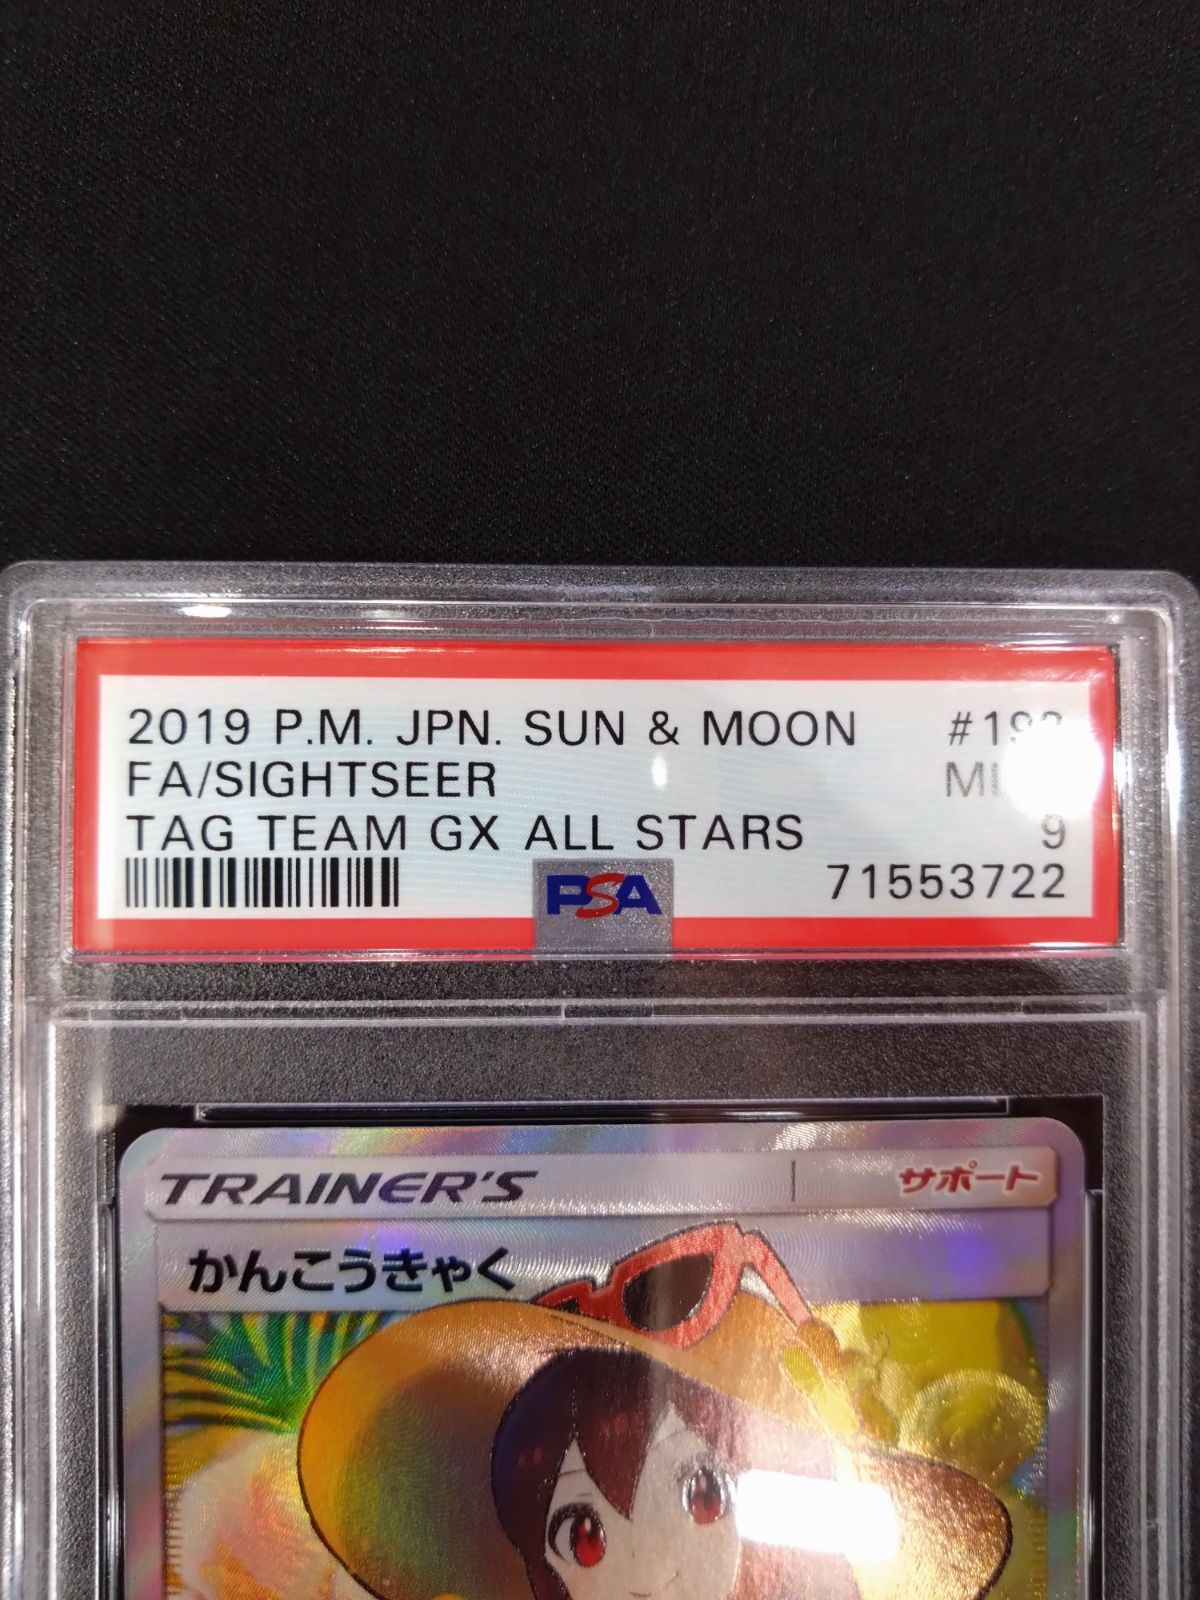 2019 P.M. JPN. SUN & MOON
FA/SIGHTSEER
TAG TEAM GX ALL STARS 9
PSA 71553722
TRAINER'S サポート
かんこうきゃく